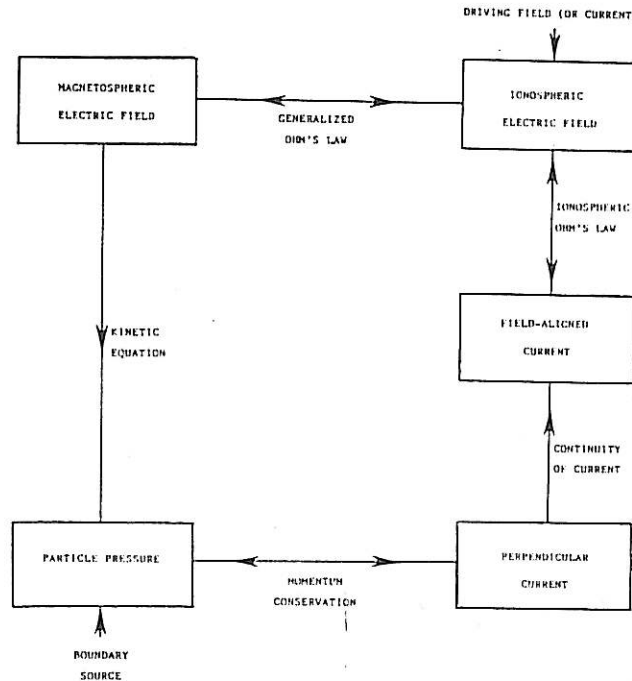 DRIVING FIELD (OR CURRENT
MAGNETOSPHERIC
ELECTRIC FIELD
GENERALIZED
OHM'S LAW
IONOSPHERIC
ELECTRIC FIELD
IONOSPHERIC
OHM'S LAW
FIELD-ALIGNED
CURRENT
KINETIC
EQUATION
CONTINUITY
OF CURRENT
PARTICLE PRESSURE
MOMENTUM
CONSERVATION
PERPENDICULAR
CURRENT
BOUNDARY
SOURCE